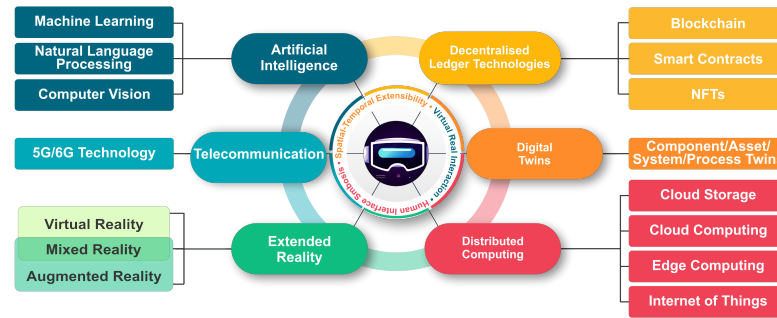 Machine Learning
Natural Language
Processing
Computer Vision
Artificial
Intelligence
Decentralised
Ledger Technologies
Blockchain
Smart Contracts
NFTs
5G/6G Technology
Telecommunication
Spatial-Temporal Extensibility • Virtual Real Interaction • Human Interface Smbosis •
Digital
Twins
Component/Asset/
System/Process Twin
Virtual Reality
Mixed Reality
Augmented Reality
Extended
Reality
Distributed
Computing
Cloud Storage
Cloud Computing
Edge Computing
Internet of Things